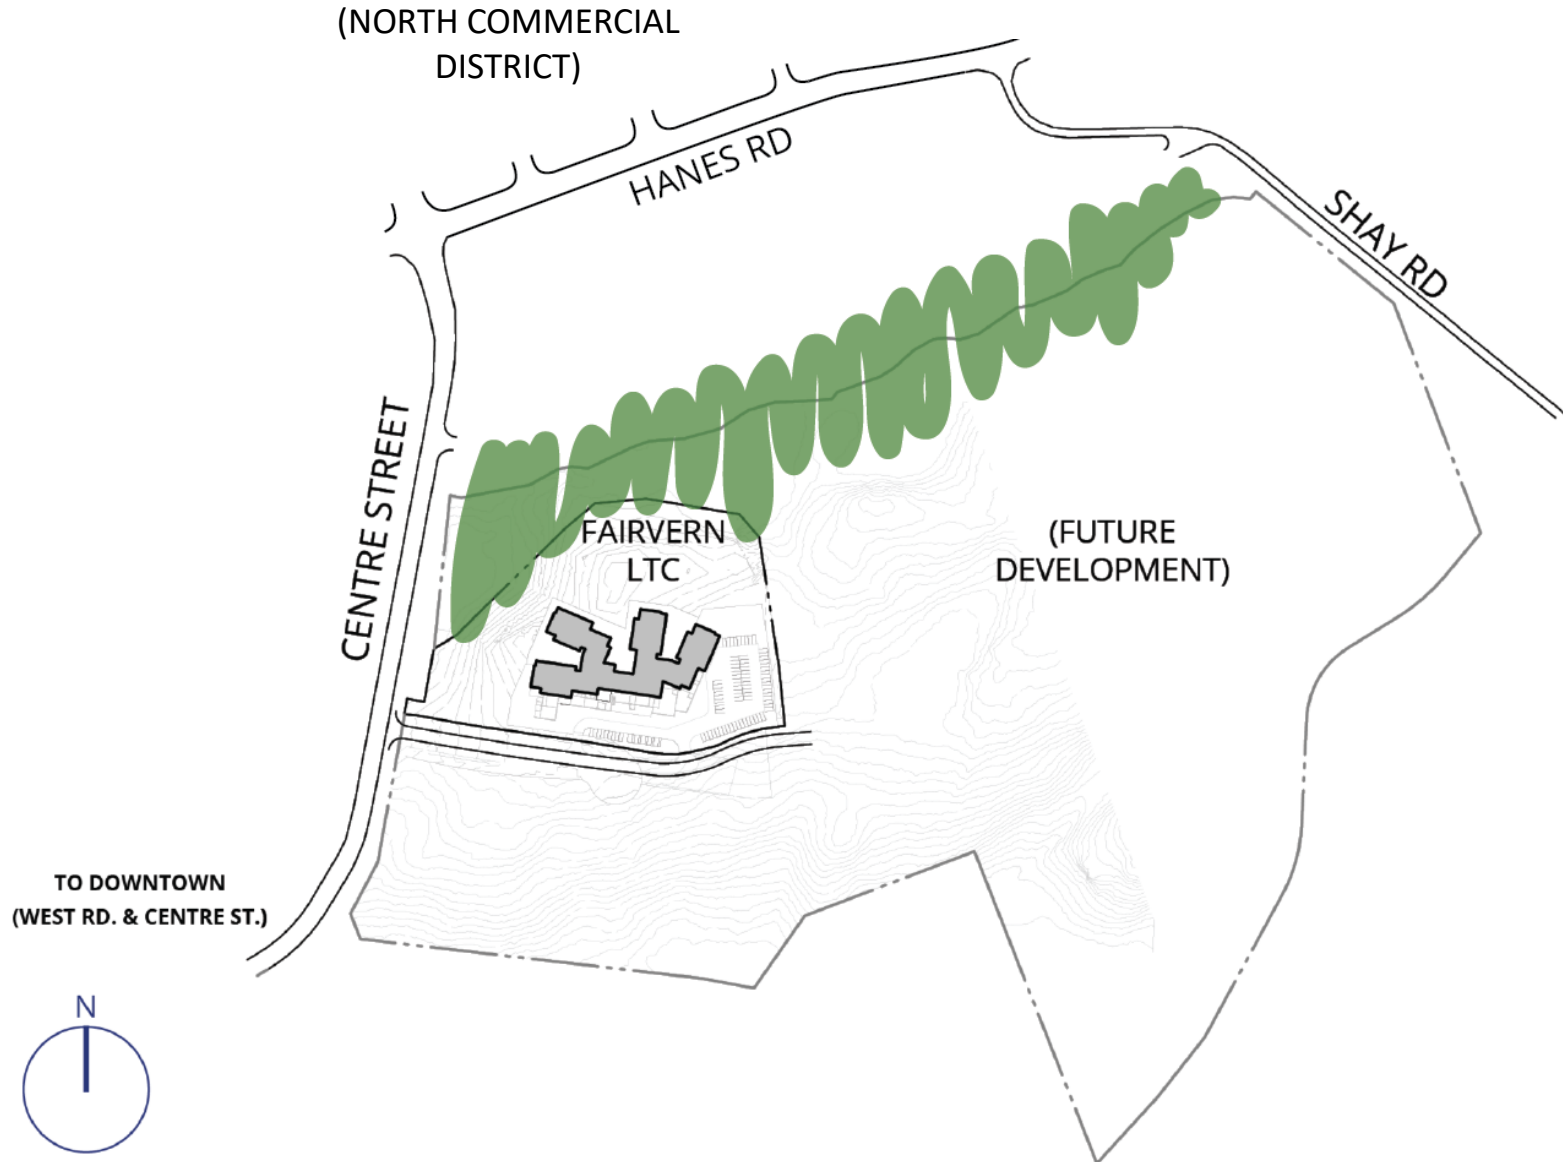 (NORTH COMMERCIAL
DISTRICT)
HANES RD
SHAY RD
CENTRE STREET
FAIRVERN
LTC
(FUTURE
DEVELOPMENT)
TO DOWNTOWN
(WEST RD. & CENTRE ST.)
N